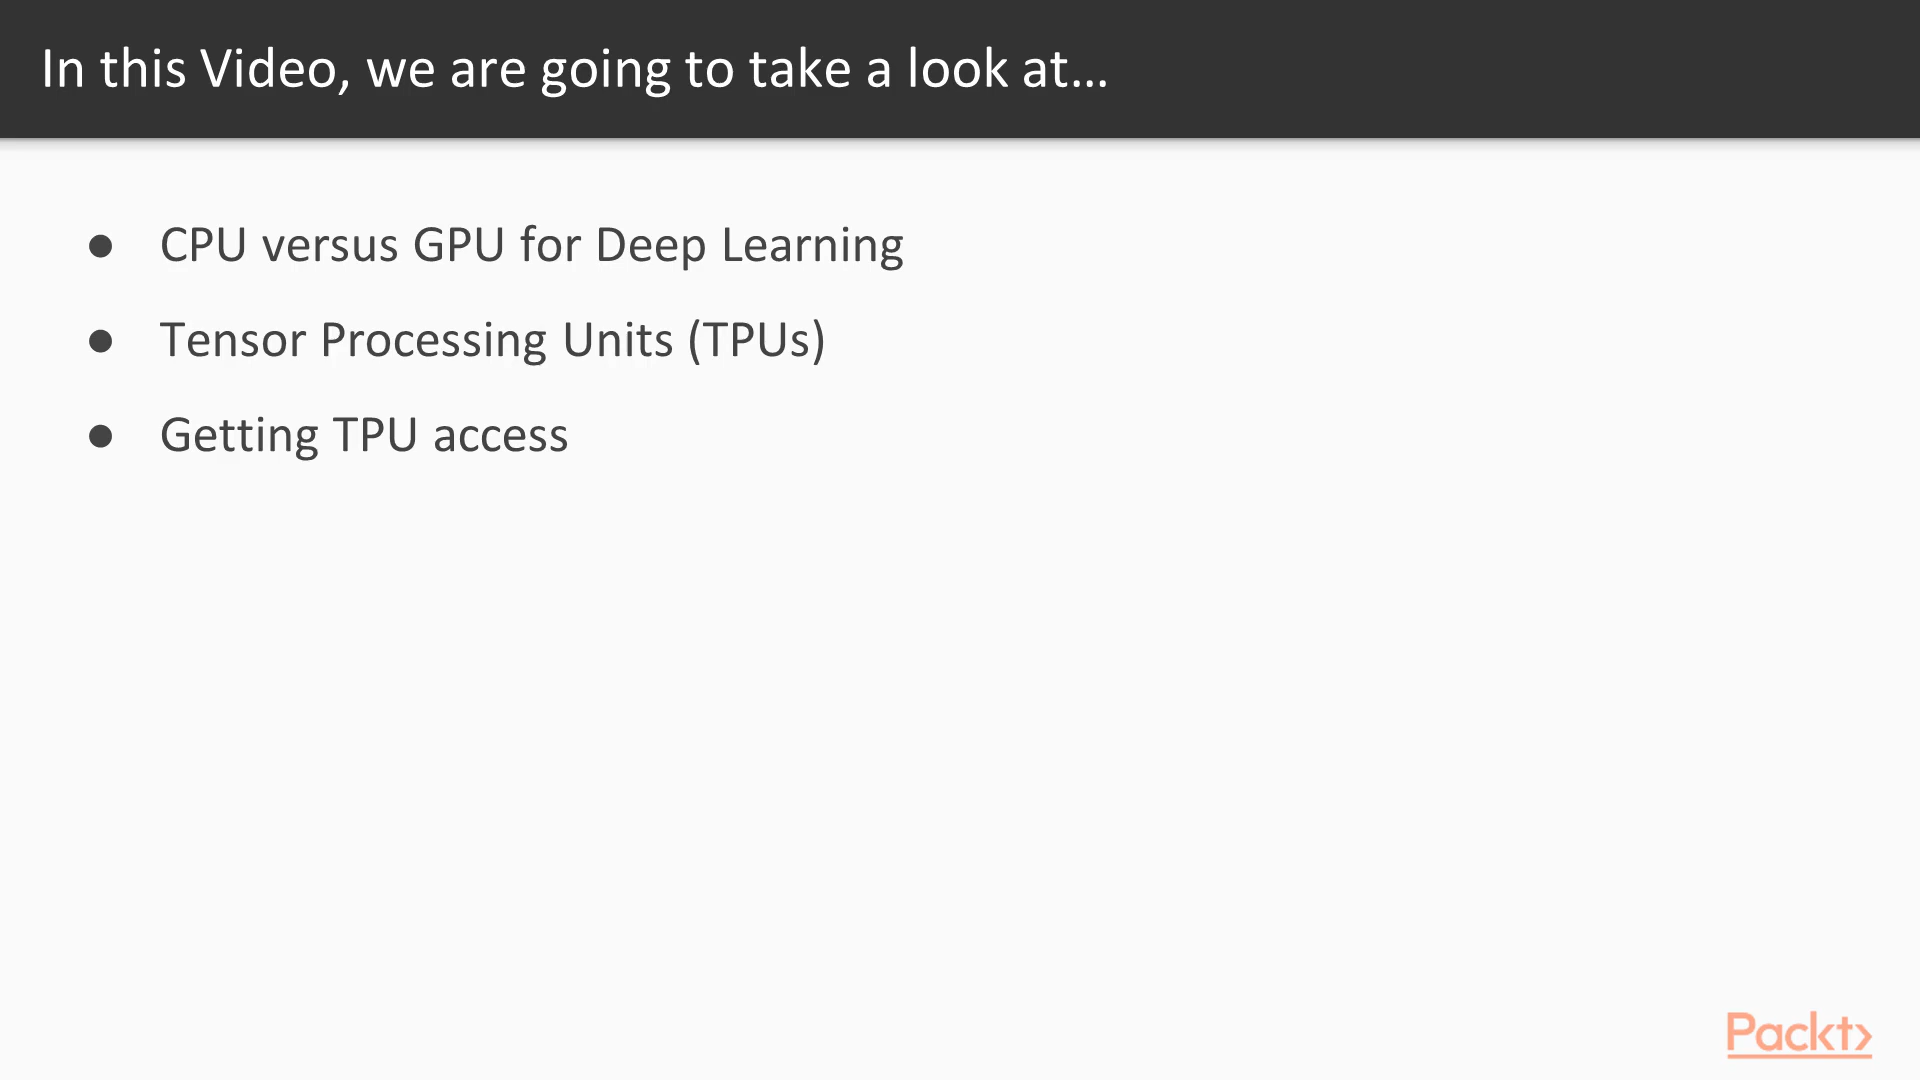 In this Video, we are going to take a look at...
● CPU versus GPU for Deep Learning
● Tensor Processing Units (TPUs)
● Getting TPU access
Packt>